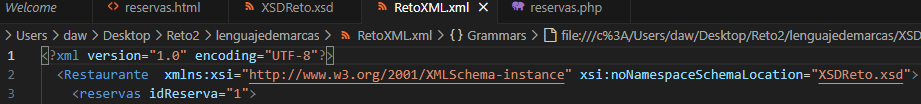 Welcome reservas.html XSDReto.xsd RetoXML.xml reservas.php
> Users > daw > Desktop > Reto2 > lenguajedemarcas > RetoXML.xml > {} Grammars > file:///c%3A/Users/daw/Desktop/Reto2/lenguajedemarcas/XSD
1 <?xml version="1.0" encoding="UTF-8"?>
2 <Restaurante xmlns:xsi="http://www.w3.org/2001/XMLSchema-instance" xsi:noNamespaceSchemaLocation="XSDReto.xsd">
3 <reservas idReserva="1">